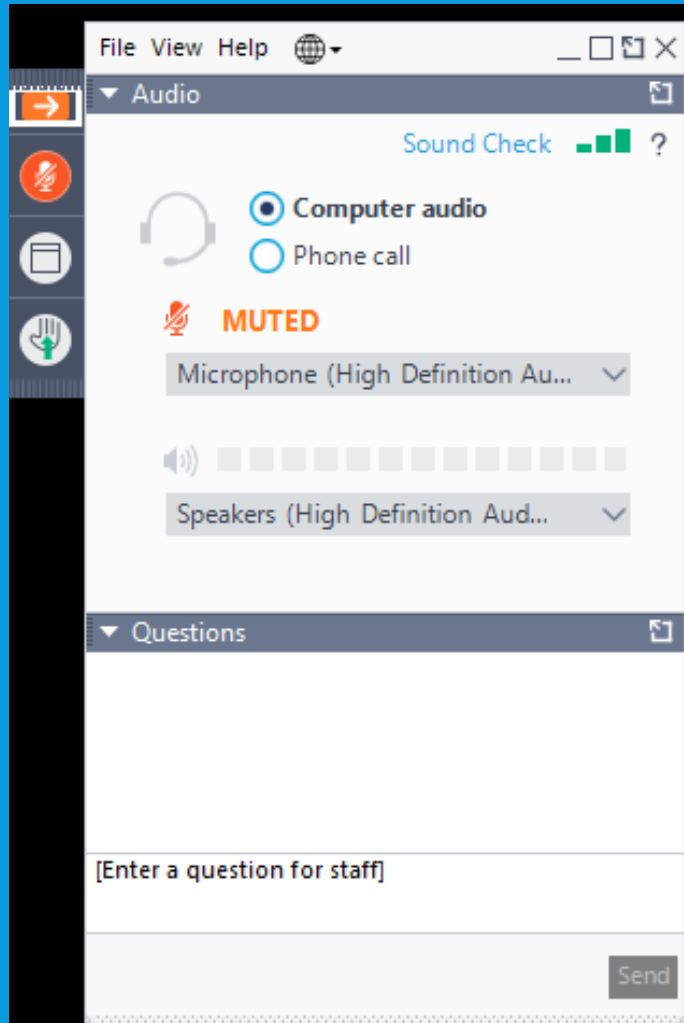 File View Help
Audio
Sound Check ?
Computer audio
Phone call
MUTED
Microphone (High Definition Au...
Speakers (High Definition Aud...
Questions
[Enter a question for staff]
Send